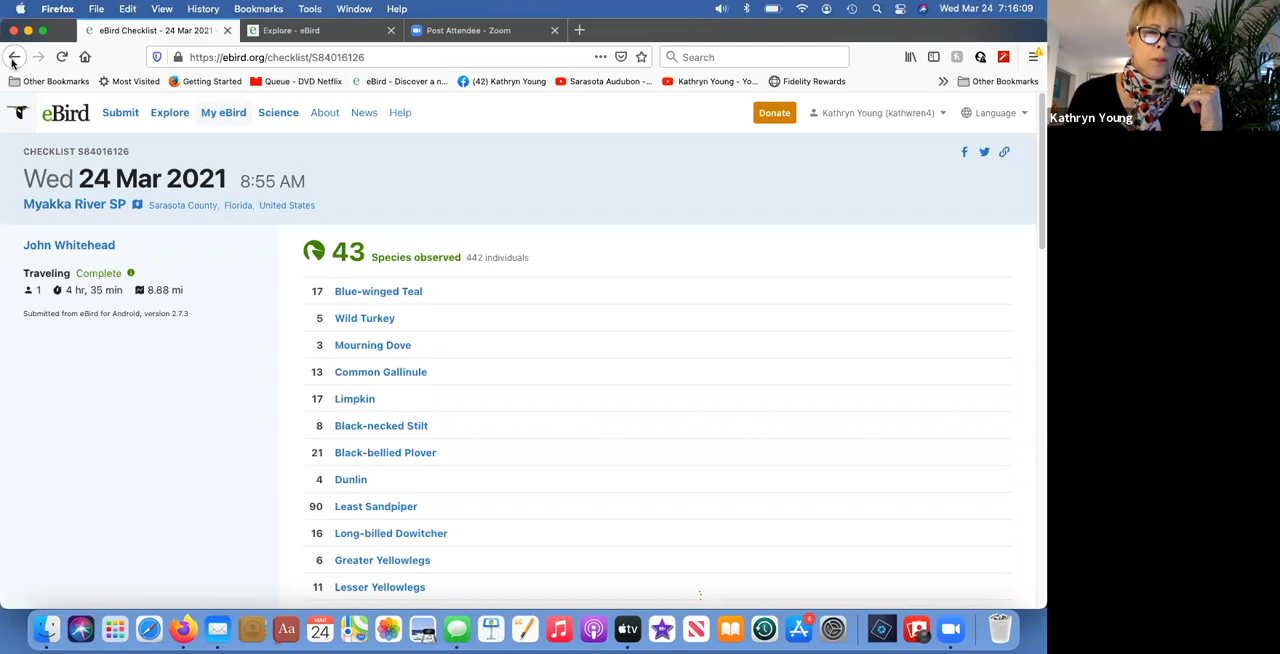 Firefox File Edit View History Bookmarks Tools Window Help Wed Mar 24 7:16:09
eBird Checklist - 24 Mar 2021 Explore - eBird Post Attendee - Zoom
https://ebird.org/checklist/S84016126 Search
Other Bookmarks Most Visited Getting Started Queue - DVD Netflix eBird - Discover a n... (42) Kathryn Young Sarasota Audubon -... Kathryn Young - Yo... Fidelity Rewards Other Bookmarks
eBird Submit Explore My eBird Science About News Help Donate Kathryn Young (kathwren4) Language
Kathryn Young
CHECKLIST S84016126
Wed 24 Mar 2021 8:55 AM
Myakka River SP Sarasota County, Florida, United States
John Whitehead
Traveling Complete
1 4 hr, 35 min 8.88 mi
Submitted from eBird for Android, version 2.7.3
43 Species observed 442 individuals
17 Blue-winged Teal
5 Wild Turkey
3 Mourning Dove
13 Common Gallinule
17 Limpkin
8 Black-necked Stilt
21 Black-bellied Plover
4 Dunlin
90 Least Sandpiper
16 Long-billed Dowitcher
6 Greater Yellowlegs
11 Lesser Yellowlegs
Aa
MAR
24
tv
4